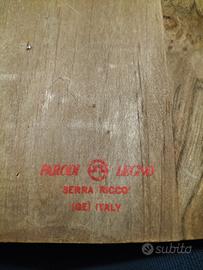 PARODI LEGNO
SERRA RICCO'
(GE) ITALY
subito